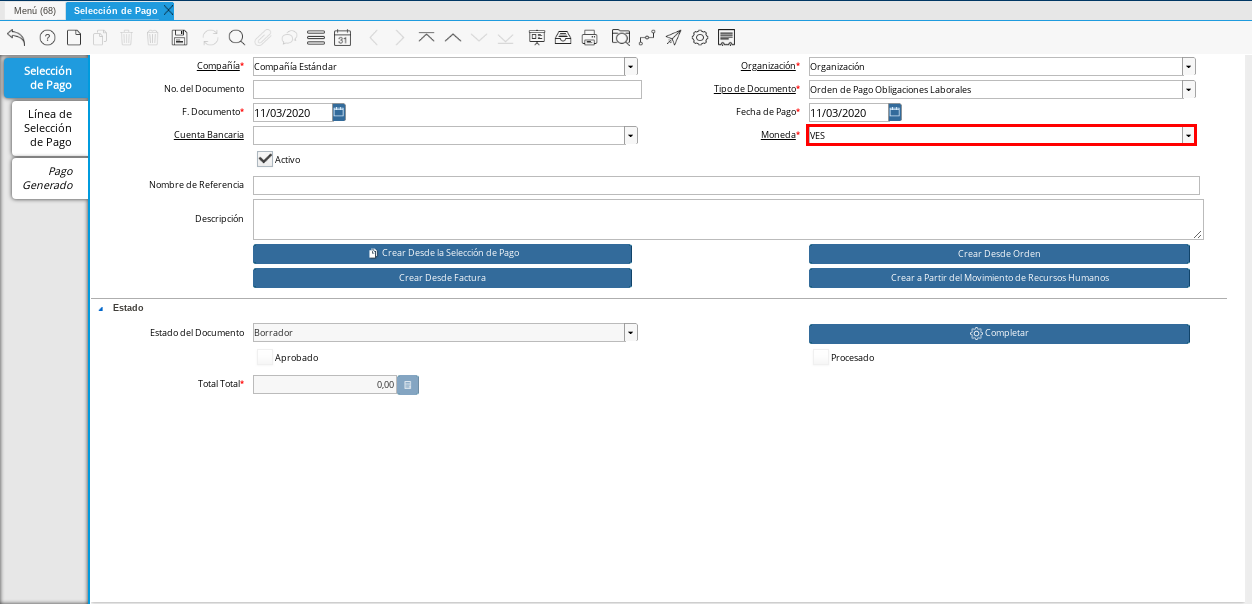 Menú (68)
Selección de Pago
31
Selección de Pago
Línea de Selección de Pago
Pago Generado
Compañía* Compañía Estándar
Organización* Organización
No. del Documento
Tipo de Documento* Orden de Pago Obligaciones Laborales
F. Documento* 11/03/2020
Fecha de Pago* 11/03/2020
Cuenta Bancaria
Moneda* VES
Activo
Nombre de Referencia
Descripción
Crear Desde la Selección de Pago
Crear Desde Orden
Crear Desde Factura
Crear a Partir del Movimiento de Recursos Humanos
Estado
Estado del Documento Borrador
Completar
Aprobado
Procesado
Total Total* 0,00